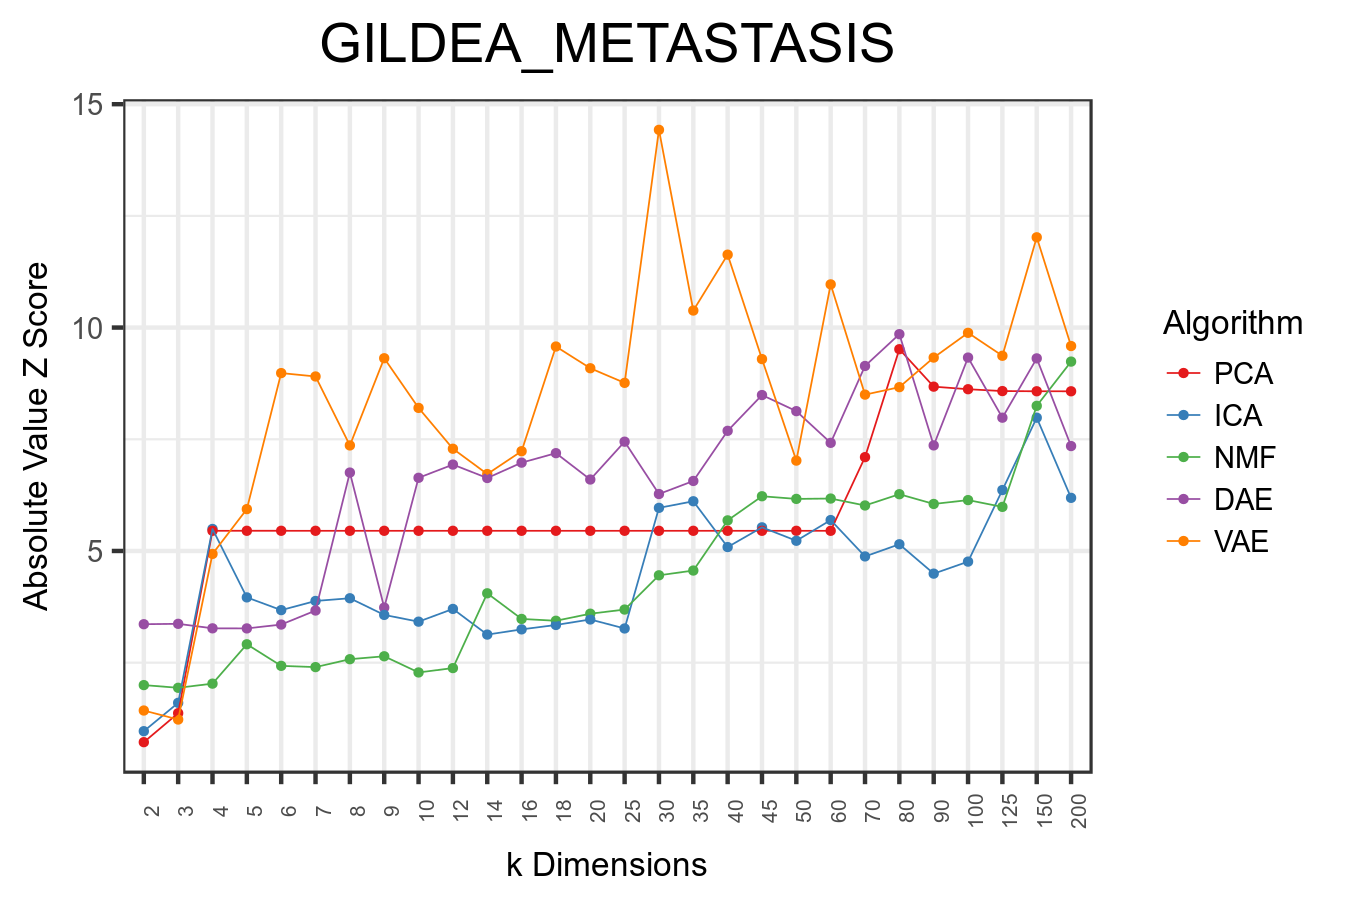 GILDEA_METASTASIS
15
10
5
Absolute Value Z Score
2 3 4 5 6 7 8 9 10 12 14 16 18 20 25 30 35 40 45 50 60 70 80 90 100 125 150 200
k Dimensions
Algorithm
PCA
ICA
NMF
DAE
VAE